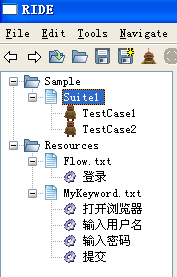 RIDE
File Edit Tools Navigate
Sample
Suite1
TestCase1
TestCase2
Resources
Flow.txt
登录
MyKeyword.txt
打开浏览器
输入用户名
输入密码
提交